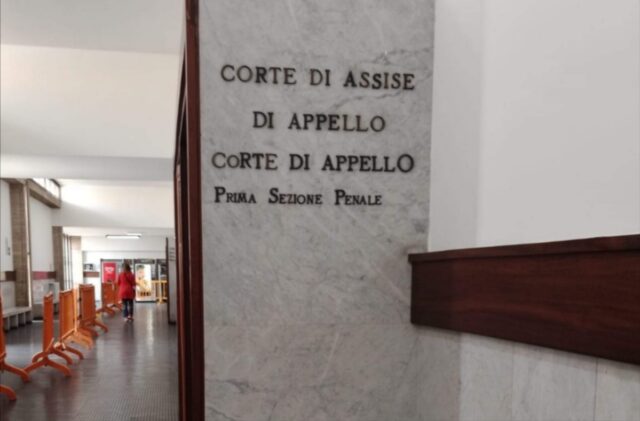 CORTE DI ASSISE
DI APPELLO
CORTE DI APPELLO
PRIMA SEZIONE PENALE